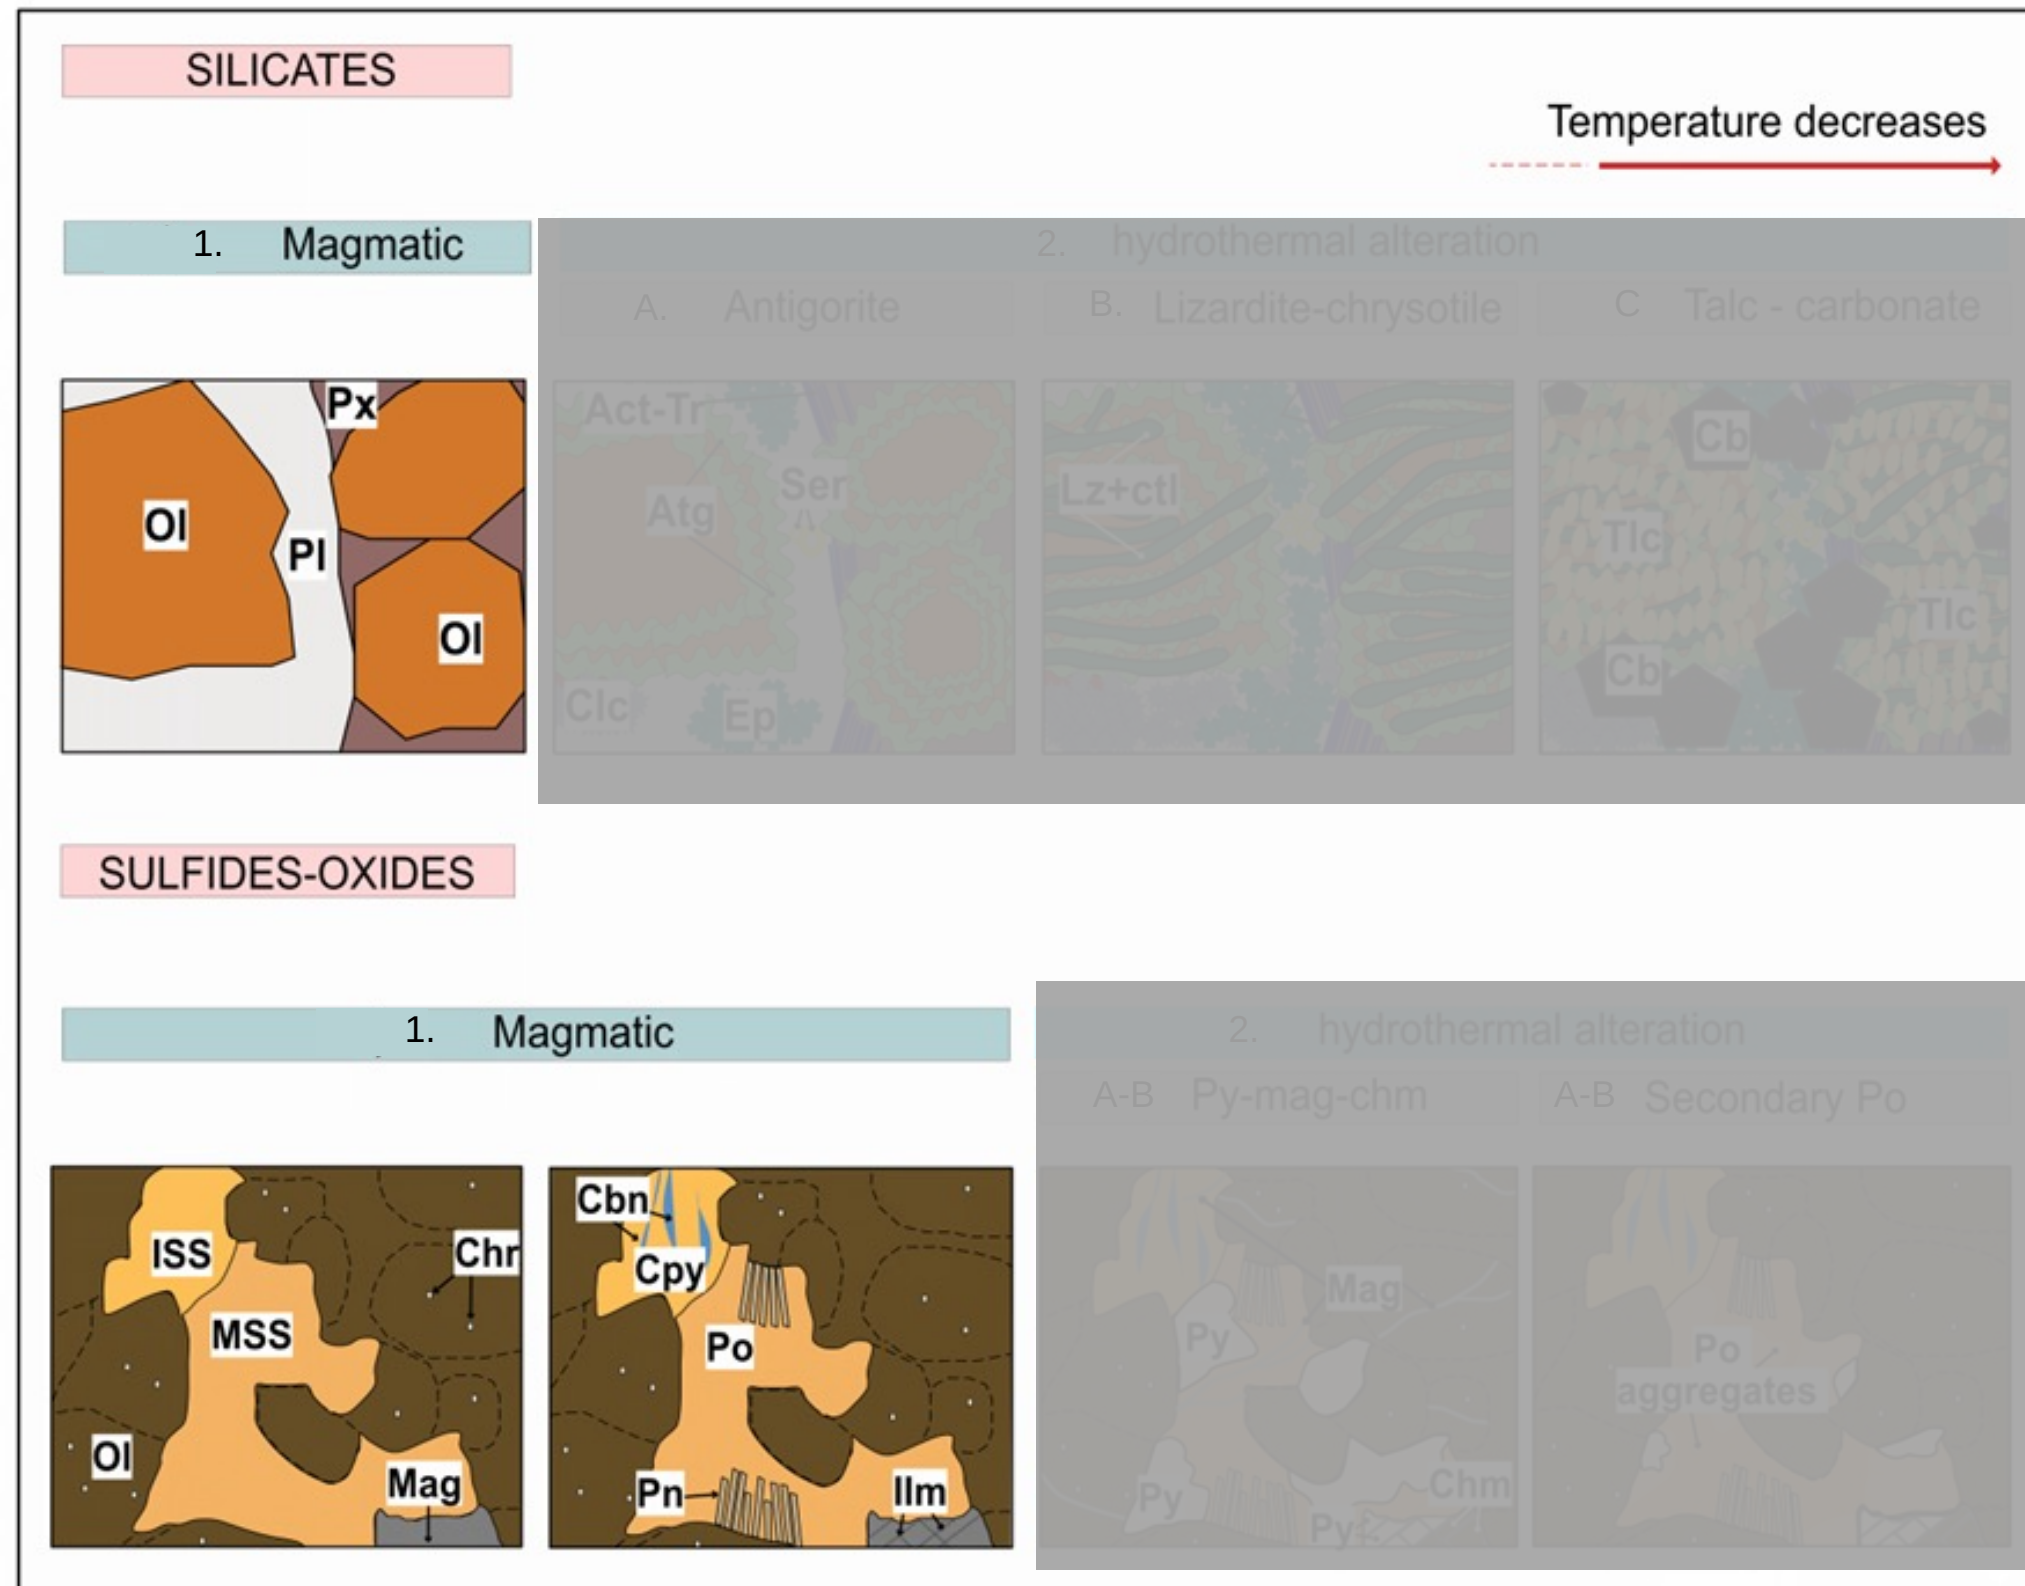 SILICATES
Temperature decreases
1. Magmatic
2. hydrothermal alteration
A. Antigorite
B. Lizardite-chrysotile
C Talc - carbonate
Px
Ol
Pl
Ol
Act-Tr
Ser
Atg
Clc
Ep
Lz+ctl
Cb
Tlc
Tlc
Cb
SULFIDES-OXIDES
1. Magmatic
2. hydrothermal alteration
A-B Py-mag-chm
A-B Secondary Po
ISS
Chr
MSS
Ol
Mag
Cbn
Cpy
Po
Pn
Ilm
Mag
Py
Py
Chm
Py
Po
aggregates